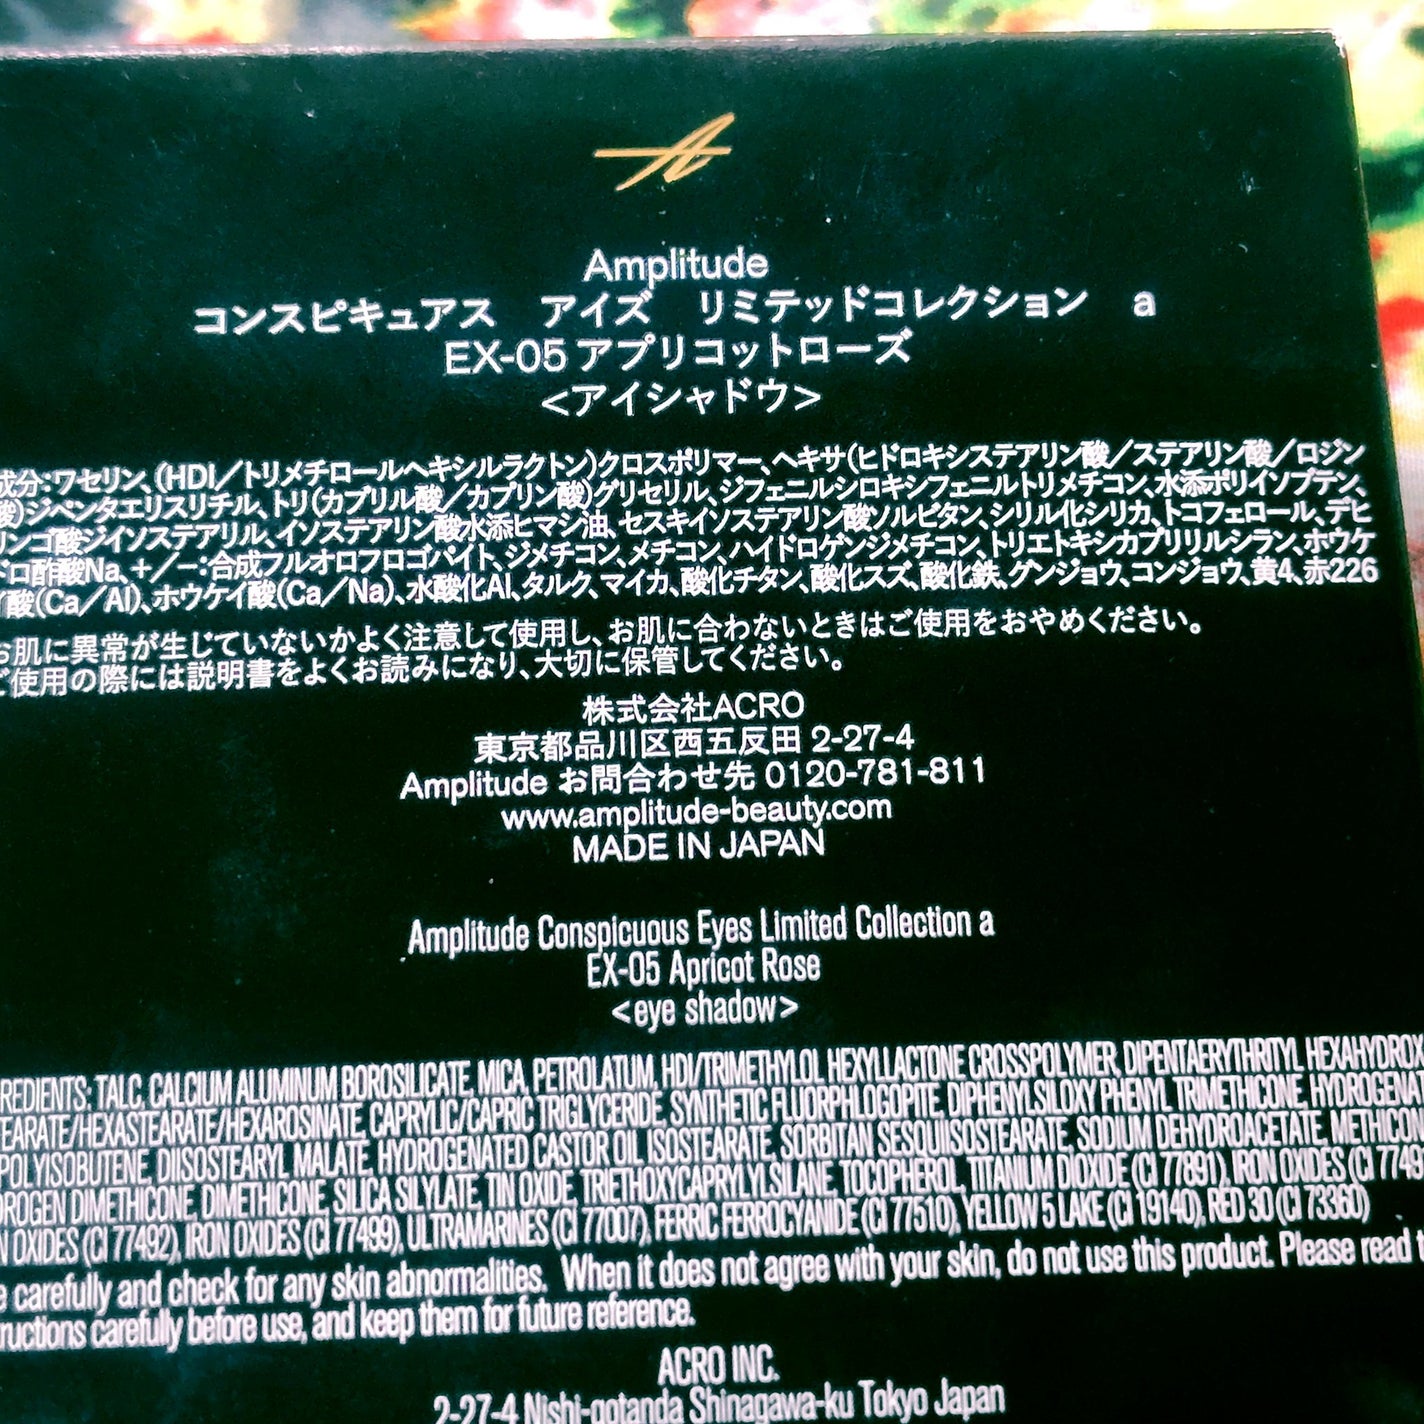 Amplitude
コンスピキュアス アイズ リミテッドコレクション a
EX-05 アプリコットローズ
<アイシャドウ>
成分:ワセリン、(HDI/トリメチロールヘキシルラクトン)クロスポリマー、ヘキサ(ヒドロキシステアリン酸/ステアリン酸/ロジン
酸)ジペンタエリスリチル、トリ(カプリル酸/カプリン酸)グリセリル、ジフェニルシロキシフェニルトリメチコン、水添ポリイソブテン、
リンゴ酸ジイソステアリル、イソステアリン酸水添ヒマシ油、セスキイソステアリン酸ソルビタン、シリル化シリカ、トコフェロール、デヒ
ドロ酢酸Na、+/-:合成フルオロフロゴパイト、ジメチコン、メチコン、ハイドロゲンジメチコン、トリエトキシカプリリルシラン、ホウケ
イ酸(Ca/Al)、ホウケイ酸(Ca/Na)、水酸化Al、タルク、マイカ、酸化チタン、酸化スズ、酸化鉄、グンジョウ、コンジョウ、黄4、赤226
お肌に異常が生じていないかよく注意して使用し、お肌に合わないときはご使用をおやめください。
ご使用の際には説明書をよくお読みになり、大切に保管してください。
株式会社ACRO
東京都品川区西五反田 2-27-4
Amplitude お問合わせ先 0120-781-811
www.amplitude-beauty.com
MADE IN JAPAN
Amplitude Conspicuous Eyes Limited Collection a
EX-05 Apricot Rose
<eye shadow>
REDIENTS: TALC, CALCIUM ALUMINUM BOROSILICATE, MICA, PETROLATUM, HDI/TRIMETHYLOL HEXYLLACTONE CROSSPOLYMER, DIPENTAERYTHRITYL HEXAHYDROX
EARATE/HEXASTEARATE/HEXAROSINATE, CAPRYLIC/CAPRIC TRIGLYCERIDE, SYNTHETIC FLUORPHLOGOPITE, DIPHENYLSILOXY PHENYL TRIMETHICONE, HYDROGENAT
POLYISOBUTENE, DIISOSTEARYL MALATE, HYDROGENATED CASTOR OIL ISOSTEARATE, SORBITAN SESQUIISOSTEARATE, SODIUM DEHYDROACETATE, METHICON
ROGEN DIMETHICONE, DIMETHICONE, SILICA SILYLATE, TIN OXIDE, TRIETHOXYCAPRYLYLSILANE, TOCOPHEROL, TITANIUM DIOXIDE (CI 77891), IRON OXIDES (CI 7749
N OXIDES (CI 77492), IRON OXIDES (CI 77499), ULTRAMARINES (CI 77007), FERRIC FERROCYANIDE (CI 77510), YELLOW 5 LAKE (CI 19140), RED 30 (CI 73360)
e carefully and check for any skin abnormalities. When it does not agree with your skin, do not use this product. Please read t
ructions carefully before use, and keep them for future reference.
ACRO INC.
2-27-4 Nishi-gotanda Shinagawa-ku Tokyo Japan